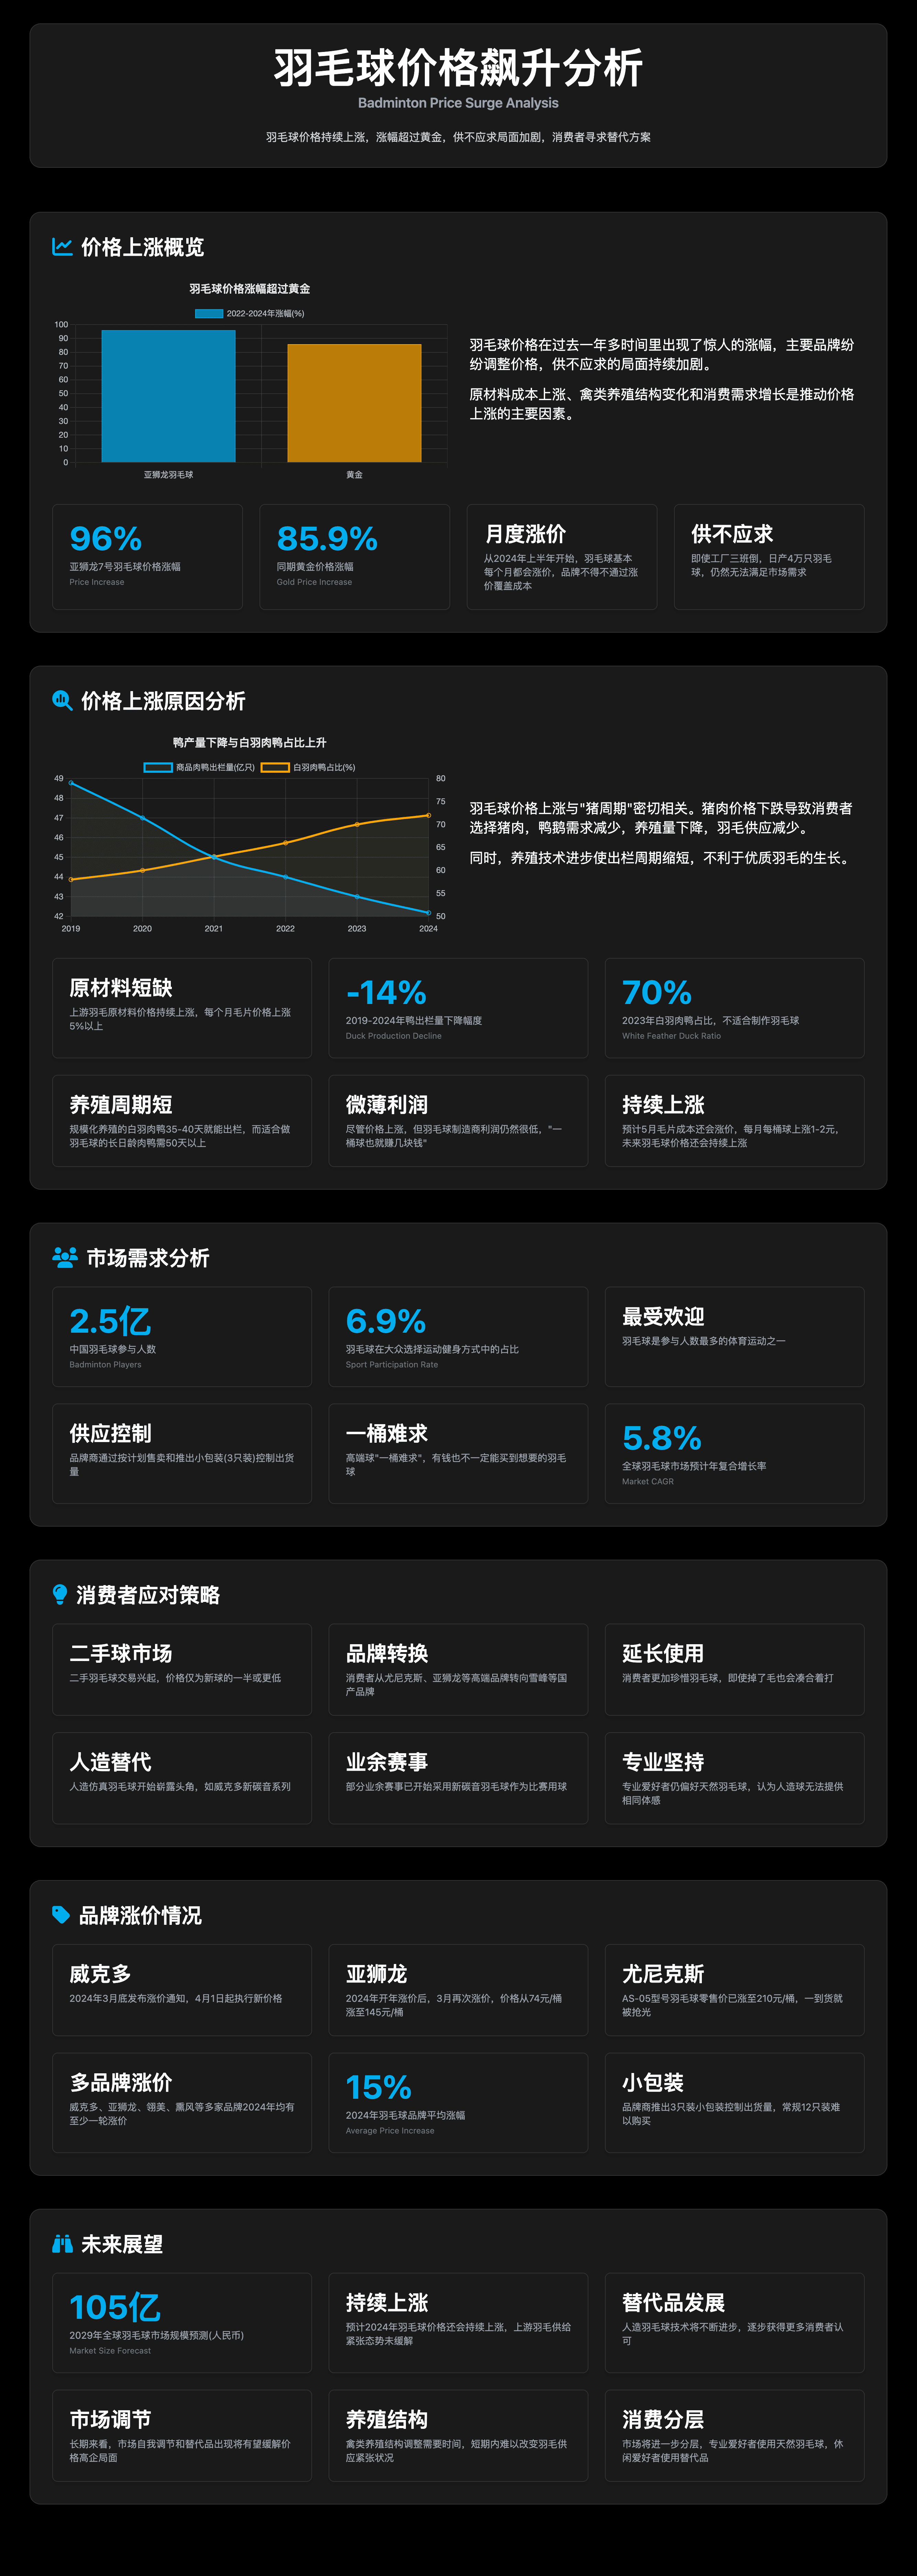 羽毛球价格飙升分析
Badminton Price Surge Analysis
羽毛球价格持续上涨，涨幅超过黄金，供不应求局面加剧，消费者寻求替代方案
价格上涨概览
羽毛球价格涨幅超过黄金
2022-2024年涨幅(%)
100
90
80
70
60
50
40
30
20
10
0
亚狮龙羽毛球
黄金
羽毛球价格在过去一年多时间里出现了惊人的涨幅，主要品牌纷
纷调整价格，供不应求的局面持续加剧。
原材料成本上涨、禽类养殖结构变化和消费需求增长是推动价格
上涨的主要因素。
96%
亚狮龙7号羽毛球价格涨幅
Price Increase
85.9%
同期黄金价格涨幅
Gold Price Increase
月度涨价
从2024年上半年开始，羽毛球基本
每个月都会涨价，品牌不得不通过涨
价覆盖成本
供不应求
即使工厂三班倒，日产4万只羽毛
球，仍然无法满足市场需求
价格上涨原因分析
鸭产量下降与白羽肉鸭占比上升
商品肉鸭出栏量(亿只)
白羽肉鸭占比(%)
49
48
47
46
45
44
43
42
80
75
70
65
60
55
50
2019
2020
2021
2022
2023
2024
羽毛球价格上涨与"猪周期"密切相关。猪肉价格下跌导致消费者
选择猪肉，鸭鹅需求减少，养殖量下降，羽毛供应减少。
同时，养殖技术进步使出栏周期缩短，不利于优质羽毛的生长。
原材料短缺
上游羽毛原材料价格持续上涨，每个月毛片价格上涨
5%以上
-14%
2019-2024年鸭出栏量下降幅度
Duck Production Decline
70%
2023年白羽肉鸭占比，不适合制作羽毛球
White Feather Duck Ratio
养殖周期短
规模化养殖的白羽肉鸭35-40天就能出栏，而适合做
羽毛球的长日龄肉鸭需50天以上
微薄利润
尽管价格上涨，但羽毛球制造商利润仍然很低，"一
桶球也就赚几块钱"
持续上涨
预计5月毛片成本还会涨价，每月每桶球上涨1-2元，
未来羽毛球价格还会持续上涨
市场需求分析
2.5亿
中国羽毛球参与人数
Badminton Players
6.9%
羽毛球在大众选择运动健身方式中的占比
Sport Participation Rate
最受欢迎
羽毛球是参与人数最多的体育运动之一
供应控制
品牌商通过按计划售卖和推出小包装(3只装)控制出货
量
一桶难求
高端球"一桶难求"，有钱也不一定能买到想要的羽毛
球
5.8%
全球羽毛球市场预计年复合增长率
Market CAGR
消费者应对策略
二手球市场
二手羽毛球交易兴起，价格仅为新球的一半或更低
品牌转换
消费者从尤尼克斯、亚狮龙等高端品牌转向雪峰等国
产品牌
延长使用
消费者更加珍惜羽毛球，即使掉了毛也会凑合着打
人造替代
人造仿真羽毛球开始崭露头角，如威克多新碳音系列
业余赛事
部分业余赛事已开始采用新碳音羽毛球作为比赛用球
专业坚持
专业爱好者仍偏好天然羽毛球，认为人造球无法提供
相同体感
品牌涨价情况
威克多
2024年3月底发布涨价通知，4月1日起执行新价格
亚狮龙
2024年开年涨价后，3月再次涨价，价格从74元/桶
涨至145元/桶
尤尼克斯
AS-05型号羽毛球零售价已涨至210元/桶，一到货就
被抢光
多品牌涨价
威克多、亚狮龙、翎美、熏风等多家品牌2024年均有
至少一轮涨价
15%
2024年羽毛球品牌平均涨幅
Average Price Increase
小包装
品牌商推出3只装小包装控制出货量，常规12只装难
以购买
未来展望
105亿
2029年全球羽毛球市场规模预测(人民币)
Market Size Forecast
持续上涨
预计2024年羽毛球价格还会持续上涨，上游羽毛供给
紧张态势未缓解
替代品发展
人造羽毛球技术将不断进步，逐步获得更多消费者认
可
市场调节
长期来看，市场自我调节和替代品出现将有望缓解价
格高企局面
养殖结构
禽类养殖结构调整需要时间，短期内难以改变羽毛供
应紧张状况
消费分层
市场将进一步分层，专业爱好者使用天然羽毛球，休
闲爱好者使用替代品